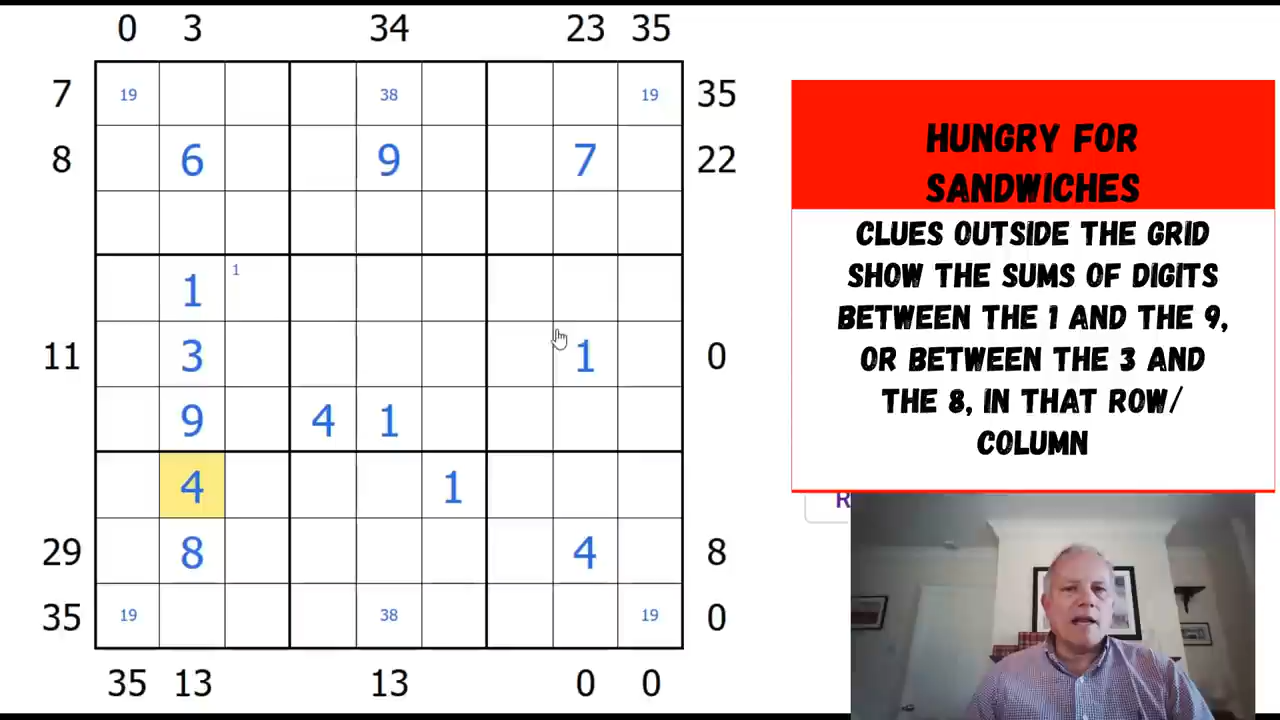 0 3 34 23 35
7 19 38 19 35
8 6 9 7 22
1 1
11 3 1 0
9 4 1
4 1
29 8 4 8
35 19 38 19 0
35 13 13 0 0
HUNGRY FOR
SANDWICHES
CLUES OUTSIDE THE GRID
SHOW THE SUMS OF DIGITS
BETWEEN THE 1 AND THE 9,
OR BETWEEN THE 3 AND
THE 8, IN THAT ROW/
COLUMN
R